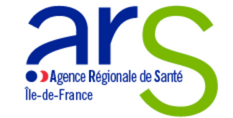 ars
Agence Régionale de Santé
Île-de-France